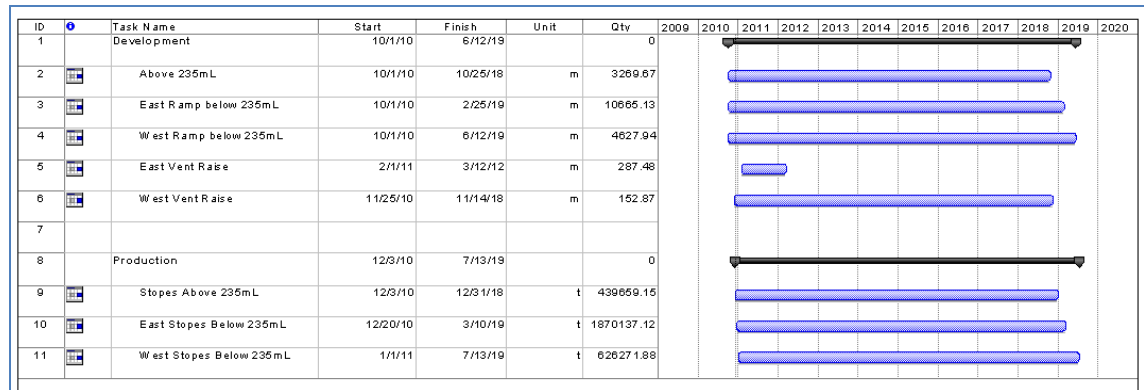 ID Task Name Start Finish Unit Qty 2009 2010 2011 2012 2013 2014 2015 2016 2017 2018 2019 2020
1 Development 10/1/10 6/12/19 0
2 Above 235mL 10/1/10 10/25/18 m 3269.67
3 East Ramp below 235mL 10/1/10 2/25/19 m 10665.13
4 West Ramp below 235mL 10/1/10 6/12/19 m 4627.94
5 East Vent Raise 2/1/11 3/12/12 m 287.48
6 West Vent Raise 11/25/10 11/14/18 m 152.87
7
8 Production 12/3/10 7/13/19 0
9 Stopes Above 235mL 12/3/10 12/31/18 t 439659.15
10 East Stopes Below 235mL 12/20/10 3/10/19 t 1870137.12
11 West Stopes Below 235mL 1/1/11 7/13/19 t 626271.88